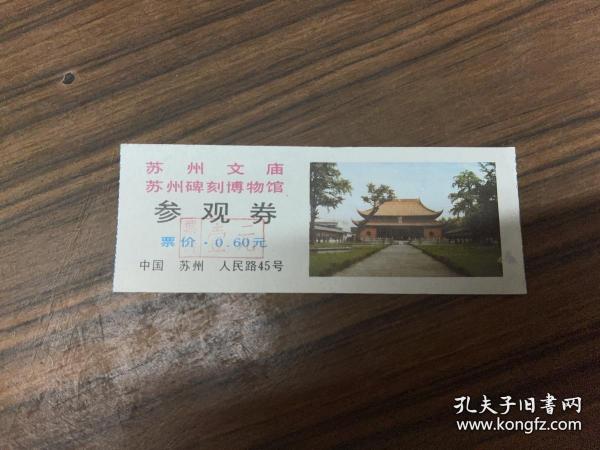 苏州文庙
苏州碑刻博物馆
参观券
票价·0.60元
中国 苏州 人民路45号
孔夫子旧书网
www.kongfz.com